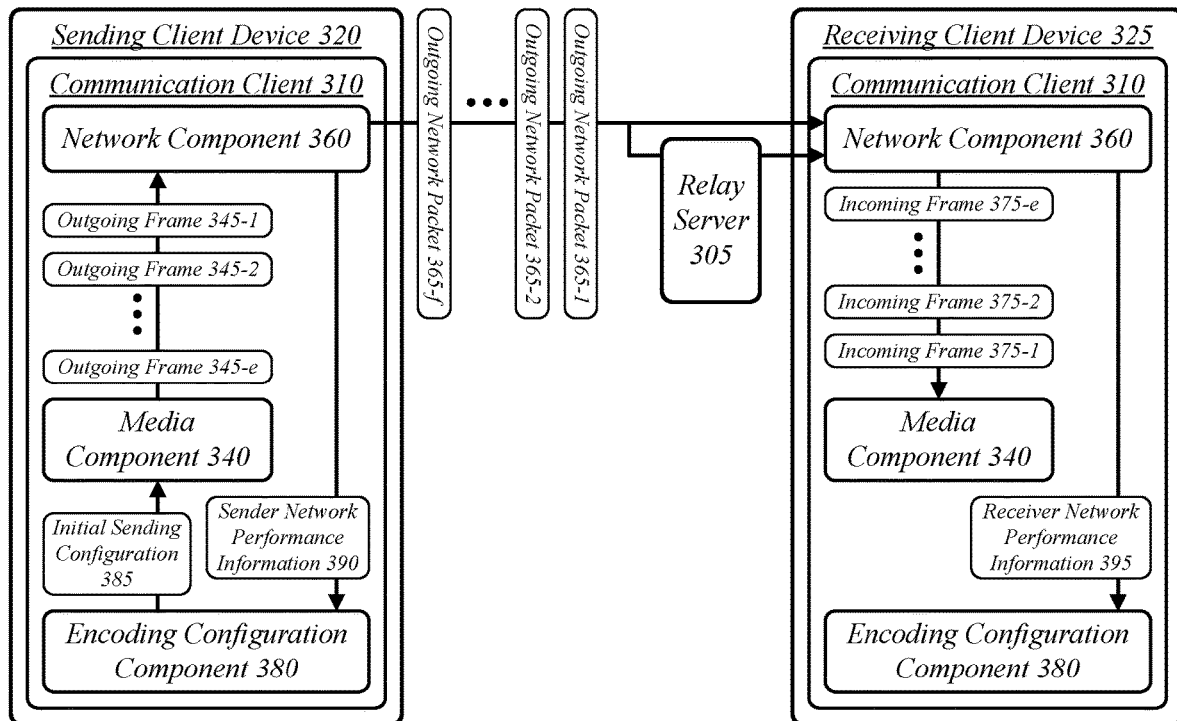 Sending Client Device 320
Communication Client 310
Network Component 360
Outgoing Frame 345-1
Outgoing Frame 345-2
Outgoing Frame 345-e
Media
Component 340
Initial Sending
Configuration
385
Sender Network
Performance
Information 390
Encoding Configuration
Component 380
Outgoing Network Packet 365-f
Outgoing Network Packet 365-2
Outgoing Network Packet 365-1
Relay
Server
305
Receiving Client Device 325
Communication Client 310
Network Component 360
Incoming Frame 375-e
Incoming Frame 375-2
Incoming Frame 375-1
Media
Component 340
Receiver Network
Performance
Information 395
Encoding Configuration
Component 380